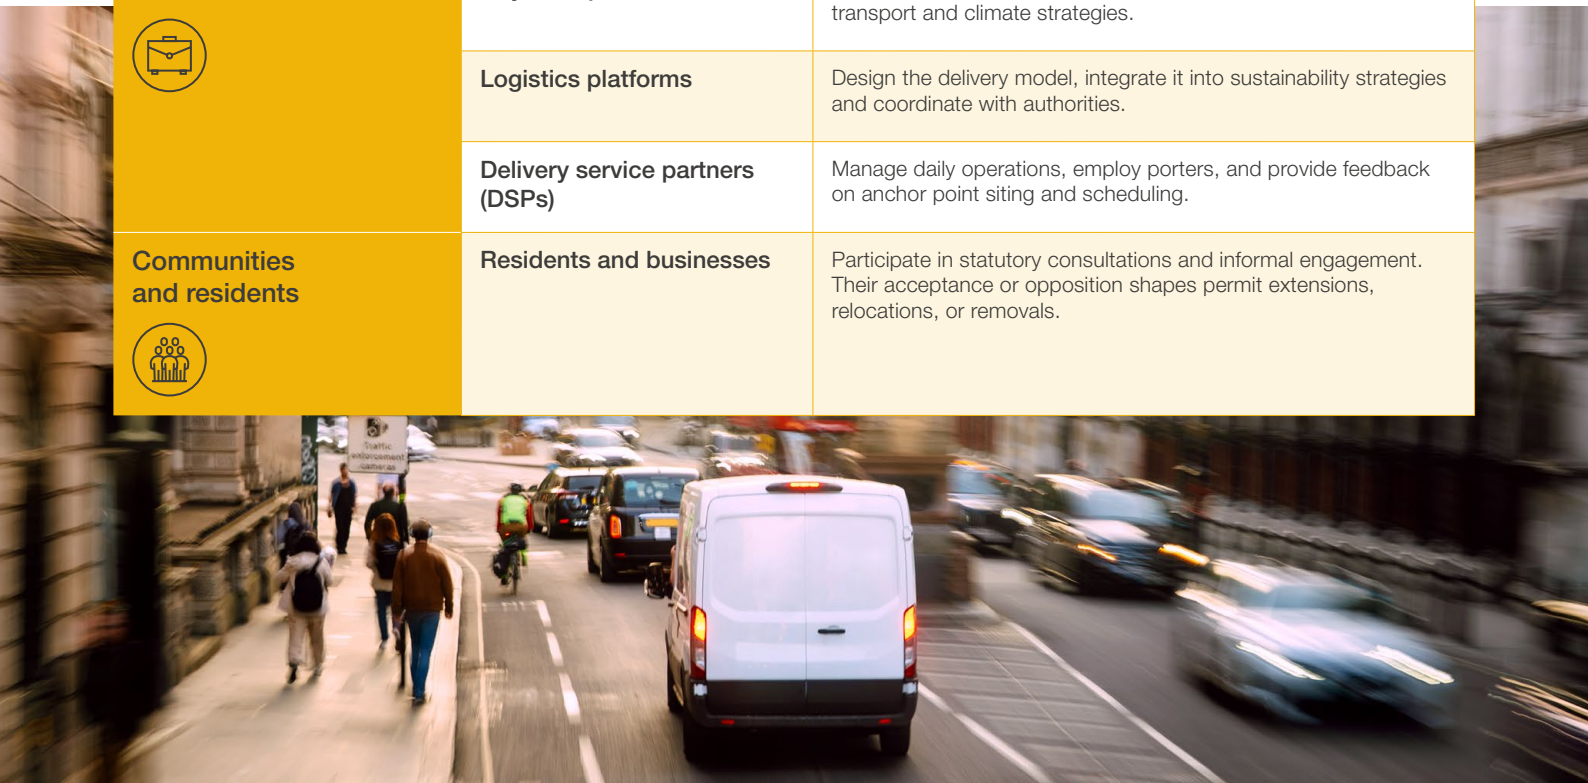 transport and climate strategies.
Logistics platforms
Design the delivery model, integrate it into sustainability strategies
and coordinate with authorities.
Delivery service partners
(DSPs)
Manage daily operations, employ porters, and provide feedback
on anchor point siting and scheduling.
Communities
and residents
Residents and businesses
Participate in statutory consultations and informal engagement.
Their acceptance or opposition shapes permit extensions,
relocations, or removals.
Traffic
enforcement
cameras